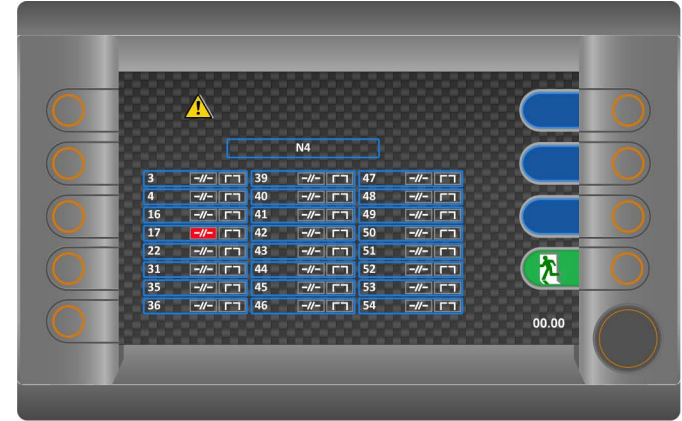 N4
3 -//- 39 -//- 47 -//-
4 -//- 40 -//- 48 -//-
16 -//- 41 -//- 49 -//-
17 -//- 42 -//- 50 -//-
22 -//- 43 -//- 51 -//-
31 -//- 44 -//- 52 -//-
35 -//- 45 -//- 53 -//-
36 -//- 46 -//- 54 -//-
00.00